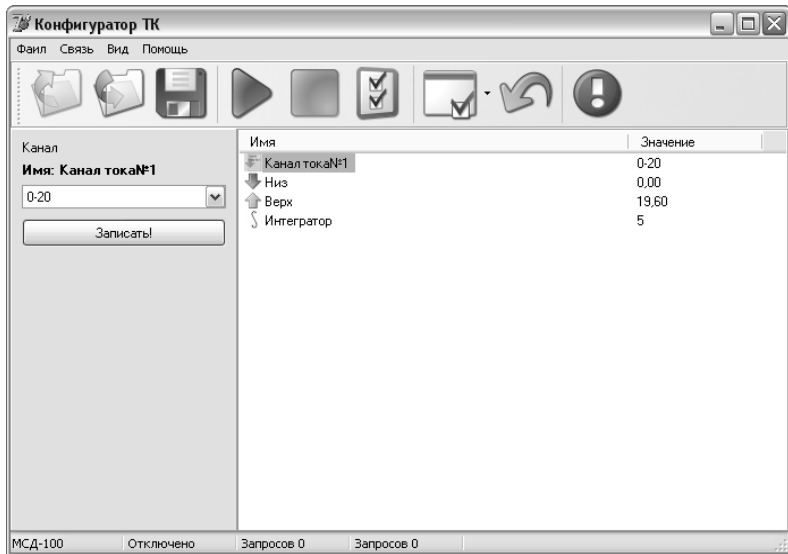 Конфигуратор ТК
Фаил Связь Вид Помощь
Канал
Имя: Канал тока№1
0-20
Записать!
Имя Значение
Канал тока№1 0-20
Низ 0,00
Верх 19,60
Интегратор 5
МСД-100 Отключено Запросов 0 Запросов 0